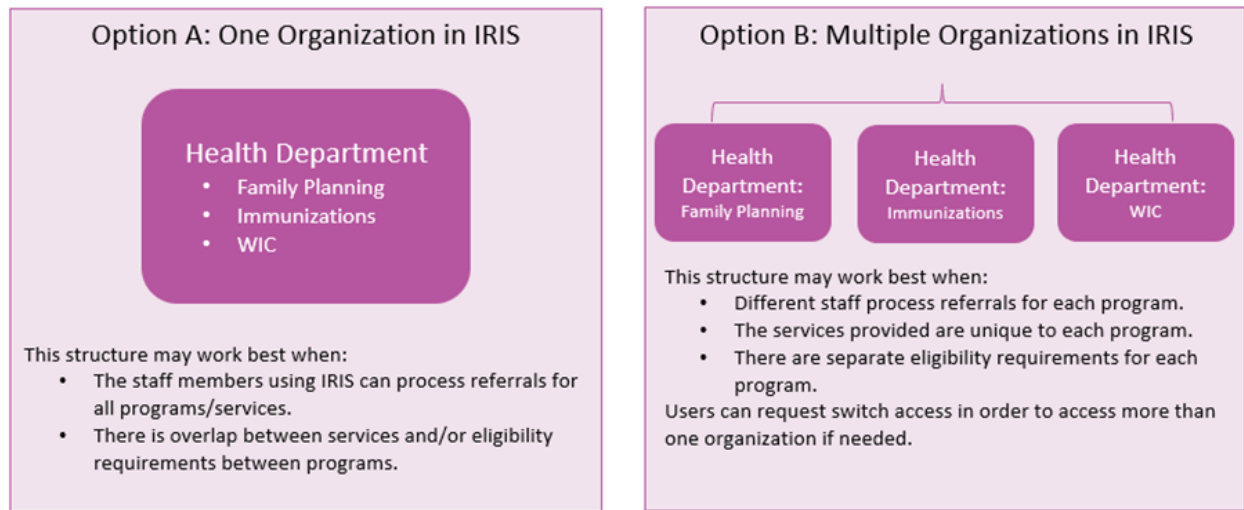 Option A: One Organization in IRIS
Health Department
• Family Planning
• Immunizations
• WIC
This structure may work best when:
• The staff members using IRIS can process referrals for
all programs/services.
• There is overlap between services and/or eligibility
requirements between programs.
Option B: Multiple Organizations in IRIS
Health
Department:
Family Planning
Health
Department:
Immunizations
Health
Department:
WIC
This structure may work best when:
• Different staff process referrals for each program.
• The services provided are unique to each program.
• There are separate eligibility requirements for each
program.
Users can request switch access in order to access more than
one organization if needed.